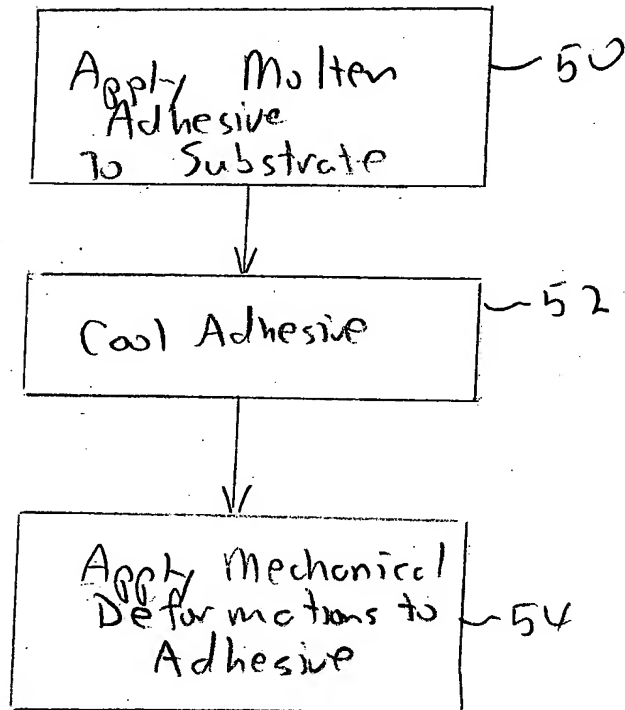 Apply Molten
Adhesive
To Substrate
50
Cool Adhesive
52
Apply Mechanical
Deformations to
Adhesive
54